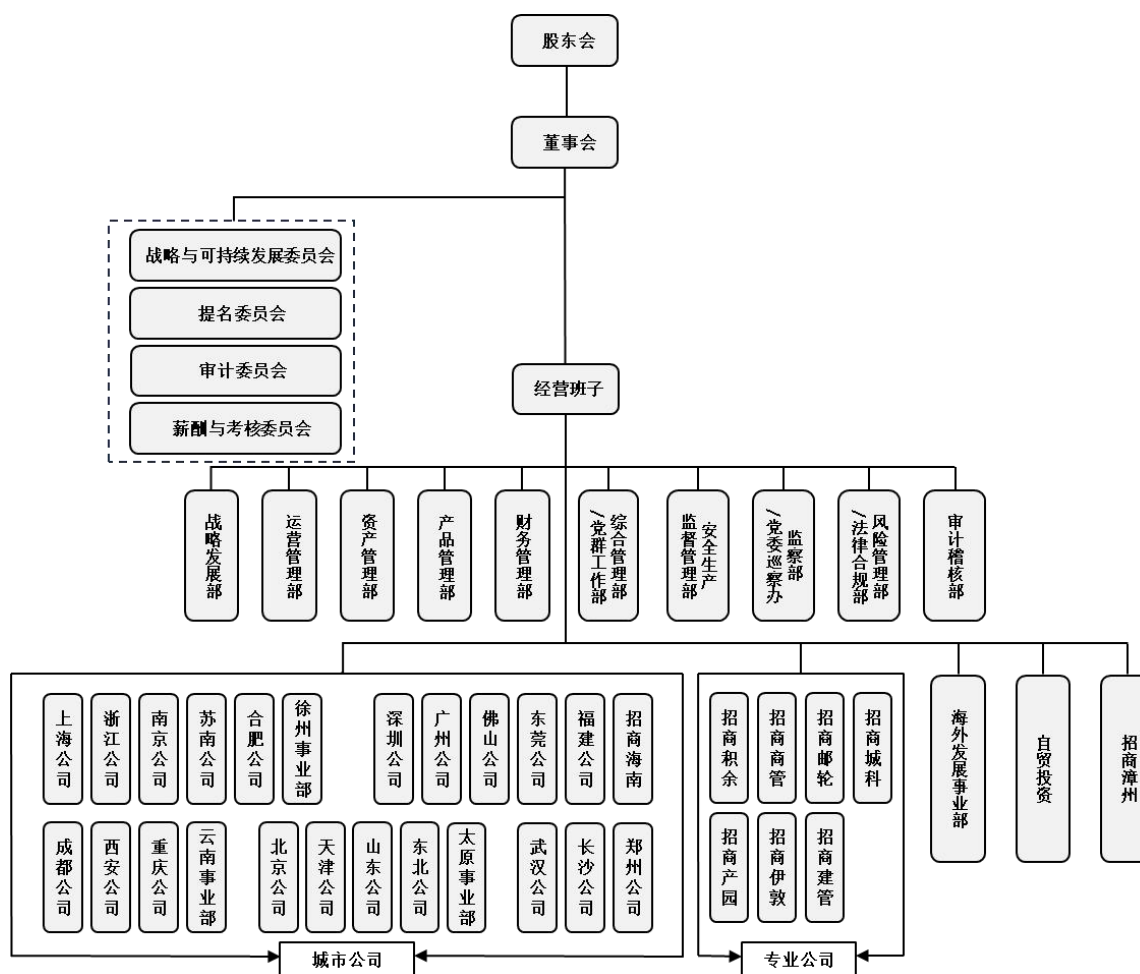 股东会
董事会
战略与可持续发展委员会
提名委员会
审计委员会
薪酬与考核委员会
经营班子
战略发展部
运营管理部
资产管理部
产品管理部
财务管理部
综合管理部
/党群工作部
安全生产
监督管理部
监察部
/党委巡察办
风险管理部
/法律合规部
审计稽核部
上海公司
浙江公司
南京公司
苏南公司
合肥公司
徐州事业部
深圳公司
广州公司
佛山公司
东莞公司
福建公司
招商海南
成都公司
西安公司
重庆公司
云南事业部
北京公司
天津公司
山东公司
东北公司
太原事业部
武汉公司
长沙公司
郑州公司
城市公司
招商积余
招商商管
招商邮轮
招商城科
招商产园
招商伊敦
招商建管
专业公司
海外发展事业部
自贸投资
招商漳州